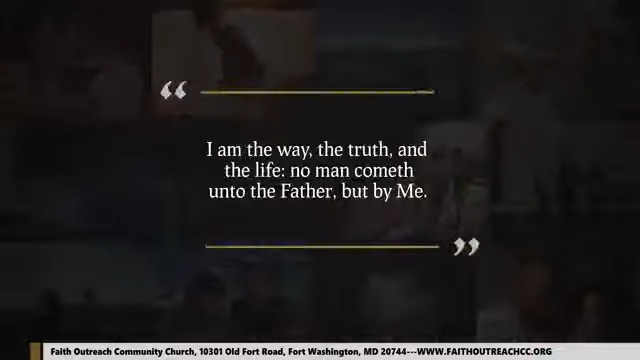 “
I am the way, the truth, and
the life: no man cometh
unto the Father, but by Me.
”
Faith Outreach Community Church, 10301 Old Fort Road, Fort Washington, MD 20744---WWW.FAITHOUTREACHCC.ORG